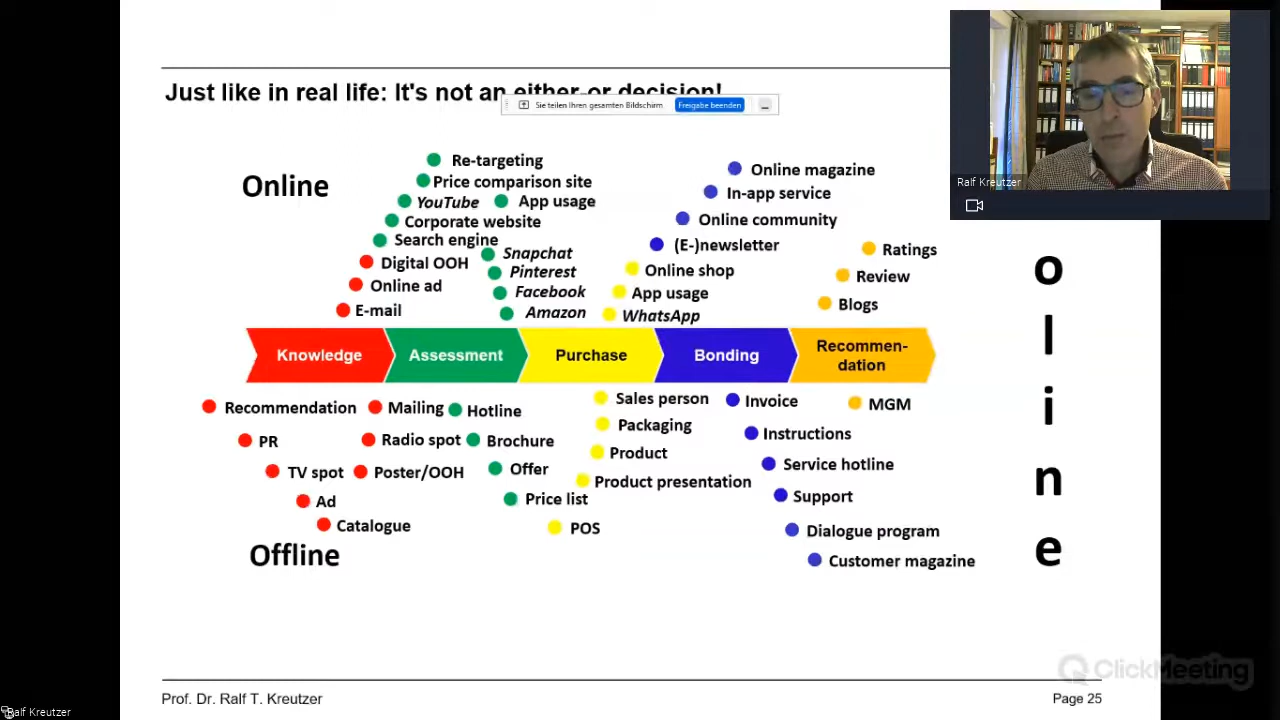 Just like in real life: It's not an either-or decision!
Sie teilen Ihren gesamten Bildschirm
Freigabe beenden
Ralf Kreutzer
Online
Re-targeting
Price comparison site
YouTube
App usage
Corporate website
Search engine
Snapchat
Digital OOH
Pinterest
Online ad
Facebook
E-mail
Amazon
Online magazine
In-app service
Online community
(E-)newsletter
Online shop
App usage
WhatsApp
Ratings
Review
Blogs
Knowledge
Assessment
Purchase
Bonding
Recommen-
dation
Recommendation
Mailing
Hotline
PR
Radio spot
Brochure
TV spot
Poster/OOH
Offer
Ad
Price list
Catalogue
Sales person
Packaging
Product
Product presentation
POS
Invoice
Instructions
Service hotline
Support
Dialogue program
Customer magazine
MGM
Offline
o
l
i
n
e
Prof. Dr. Ralf T. Kreutzer
Page 25
ClickMeeting
Ralf Kreutzer